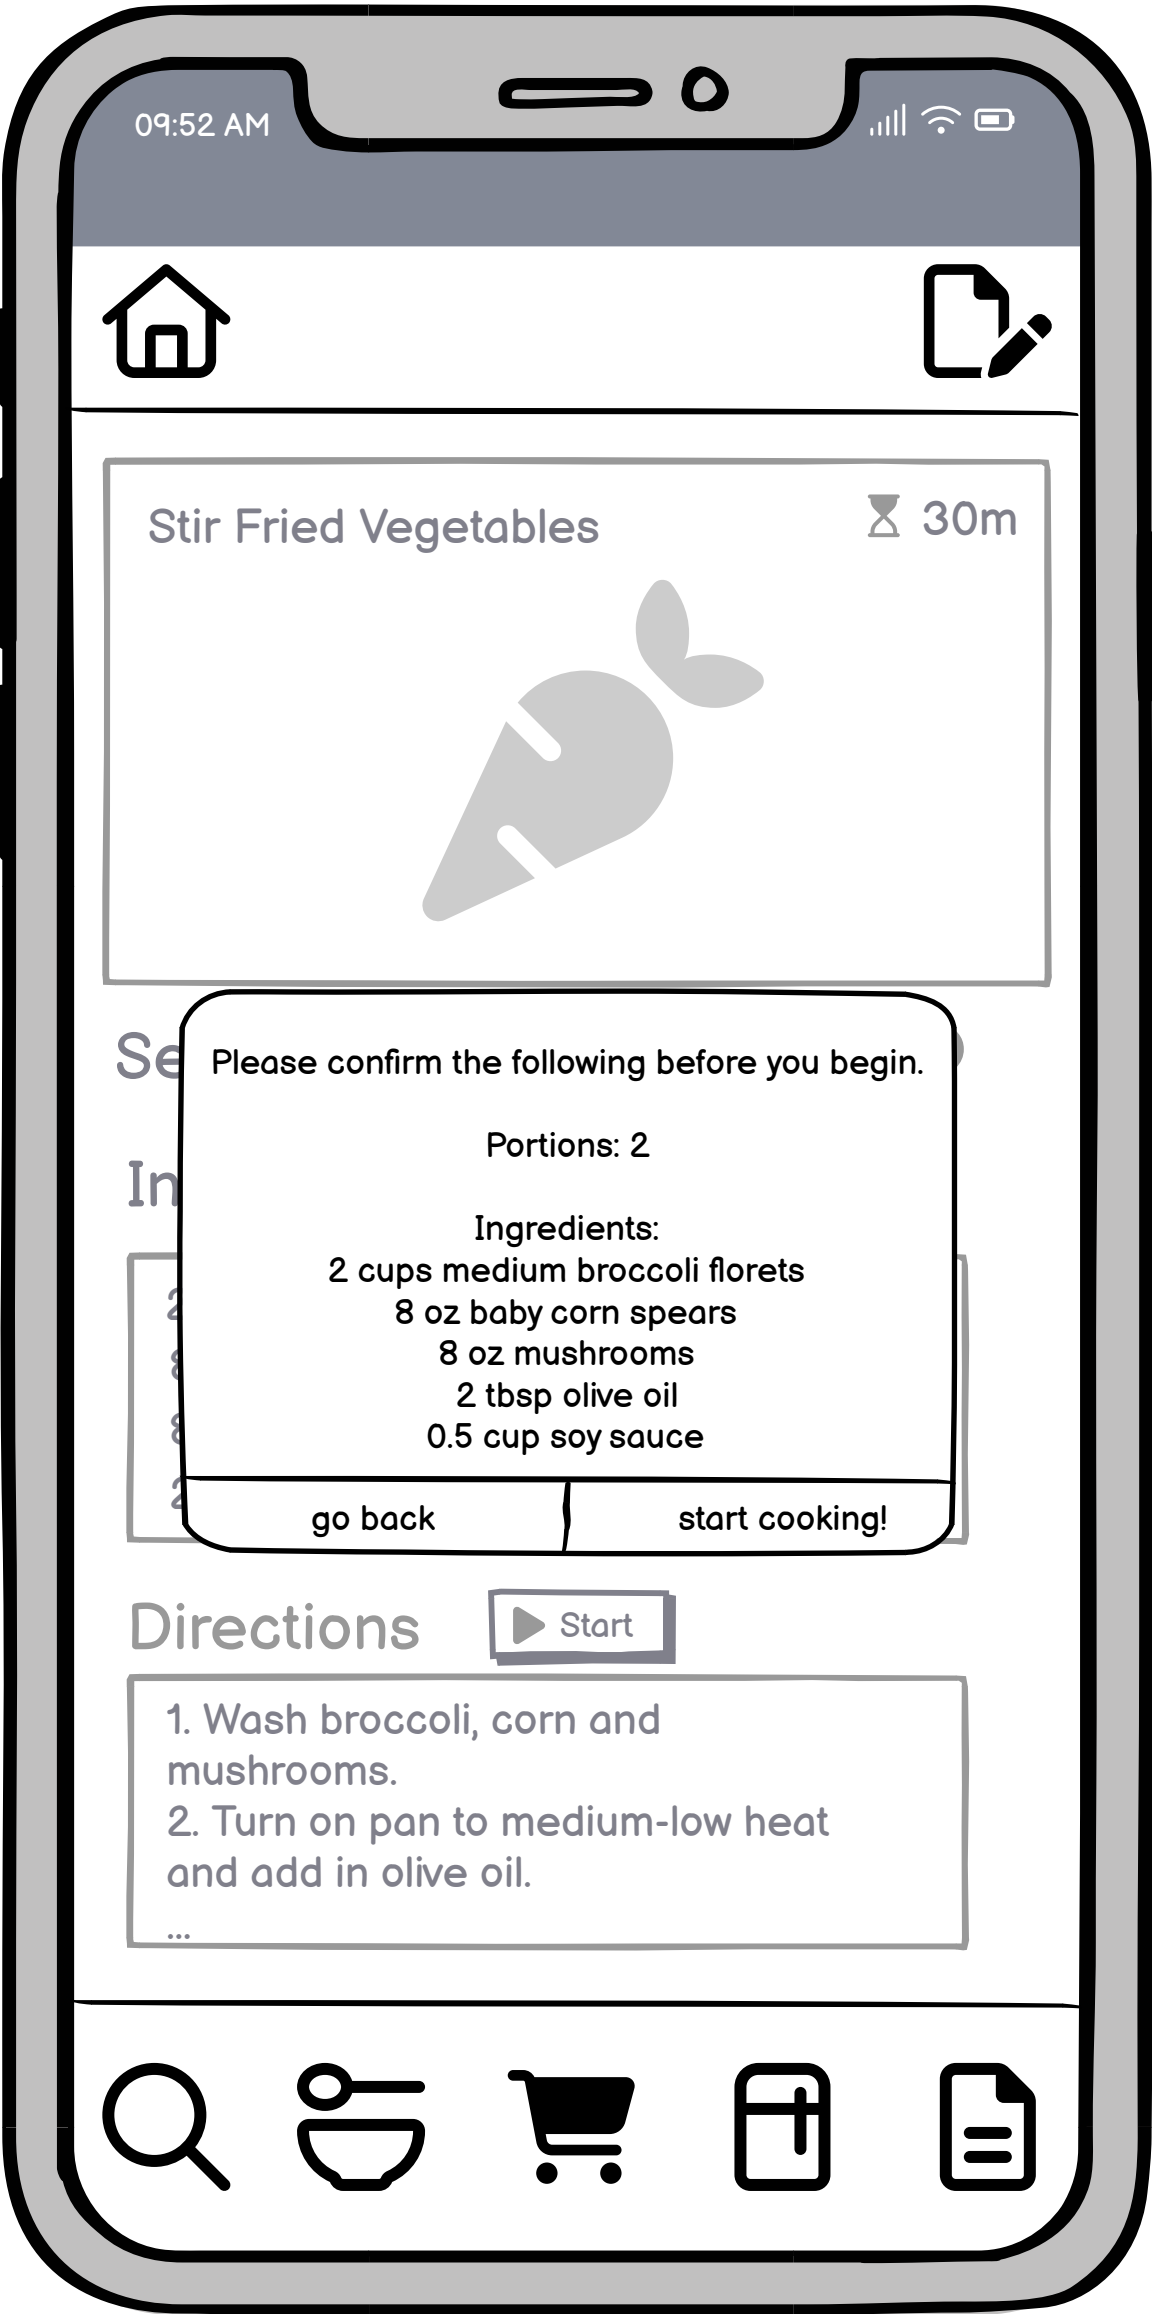 09:52 AM
Stir Fried Vegetables
30m
Please confirm the following before you begin.
Portions: 2
Ingredients:
2 cups medium broccoli florets
8 oz baby corn spears
8 oz mushrooms
2 tbsp olive oil
0.5 cup soy sauce
go back
start cooking!
Directions
Start
1. Wash broccoli, corn and
mushrooms.
2. Turn on pan to medium-low heat
and add in olive oil.
...